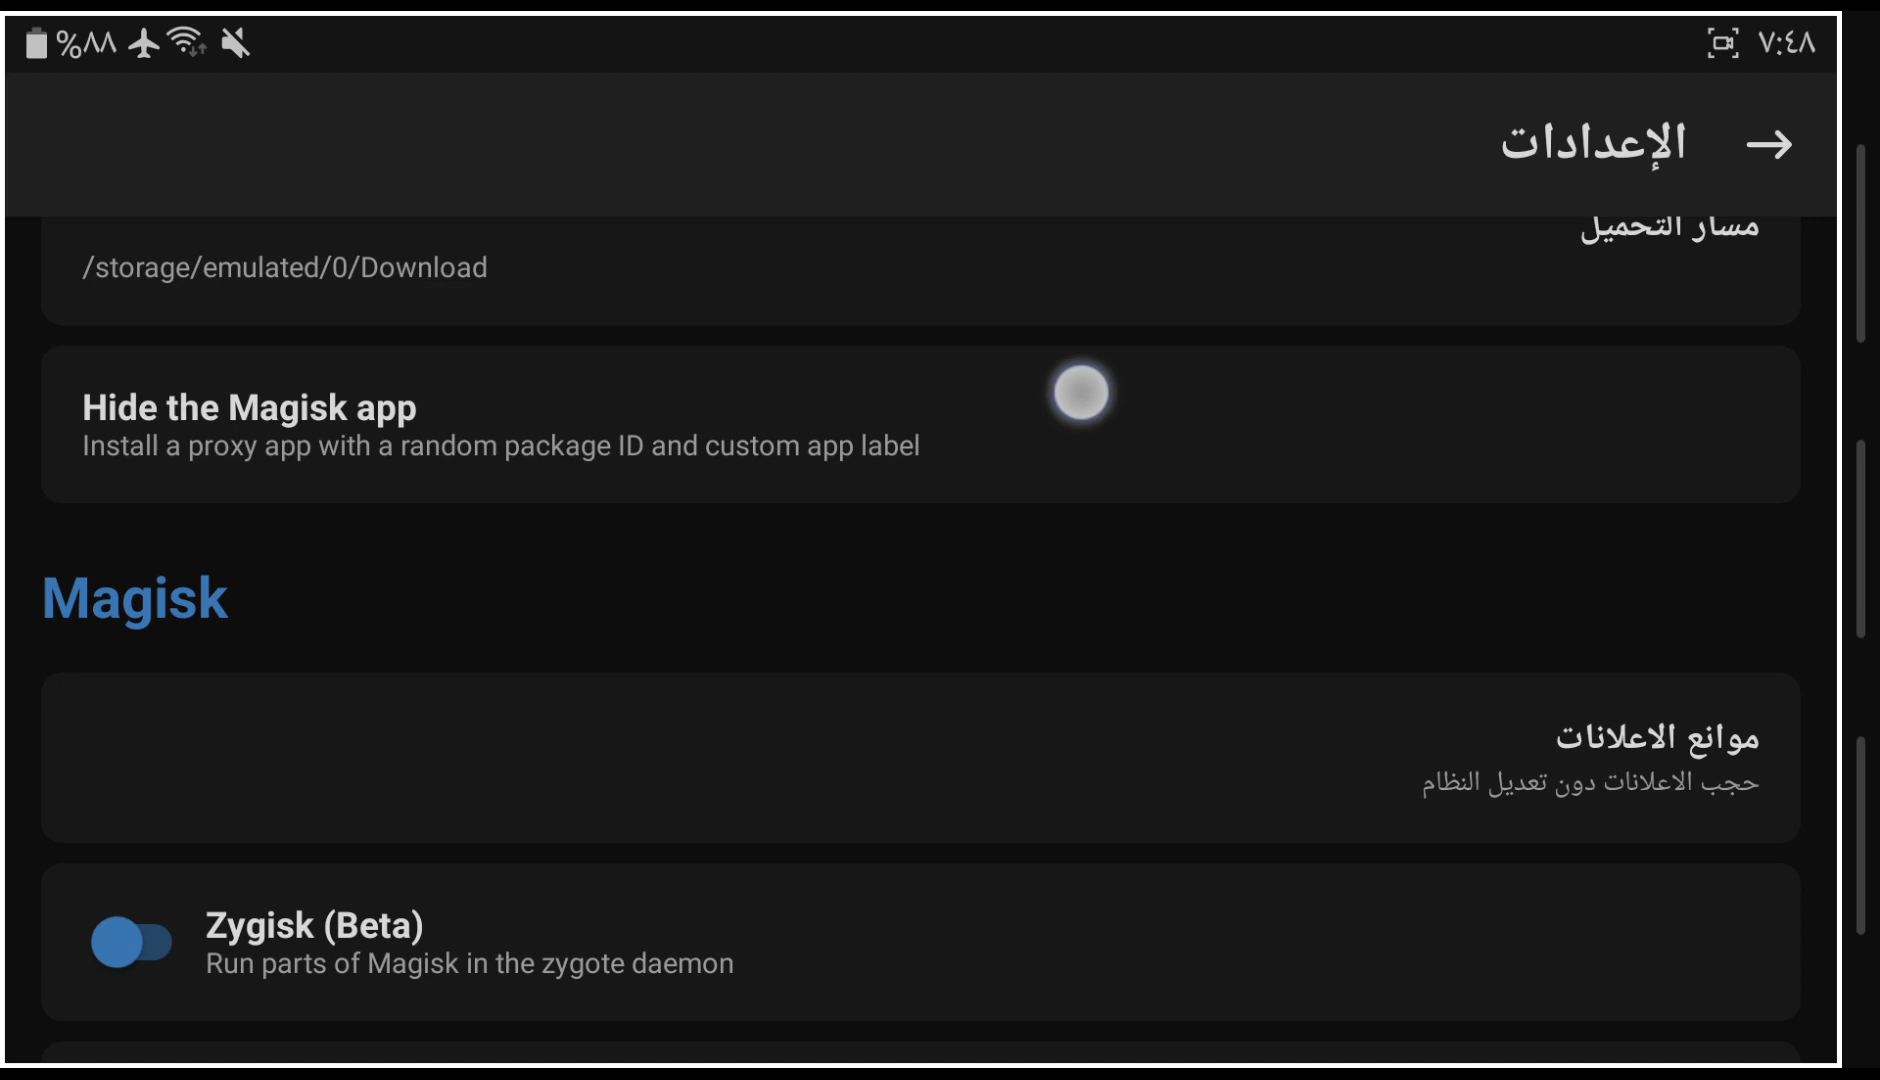 %٨٨
٧:٤٨
الإعدادات
مسار التحميل
/storage/emulated/0/Download
Hide the Magisk app
Install a proxy app with a random package ID and custom app label
Magisk
موانع الاعلانات
حجب الاعلانات دون تعديل النظام
Zygisk (Beta)
Run parts of Magisk in the zygote daemon